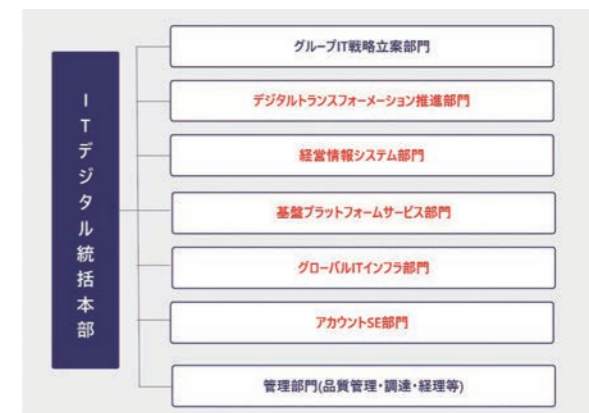 ITデジタル統括本部
グループIT戦略立案部門
デジタルトランスフォーメーション推進部門
経営情報システム部門
基盤プラットフォームサービス部門
グローバルITインフラ部門
アカウントSE部門
管理部門(品質管理・調達・経理等)